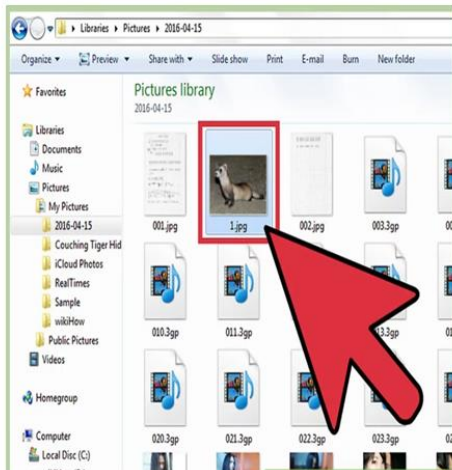 Libraries ▸ Pictures ▸ 2016-04-15
Organize Preview Share with Slide show Print E-mail Burn New folder
Favorites
Libraries
Documents
Music
Pictures
My Pictures
2016-04-15
Couching Tiger Hid
iCloud Photos
RealTimes
Sample
wikiHow
Public Pictures
Videos
Homegroup
Computer
Local Disc (C:)
Pictures library
2016-04-15
001.jpg 1.jpg 002.jpg 003.3gp
010.3gp 011.3gp 13.3gp
020.3gp 021.3gp 022.3gp 023.3gp